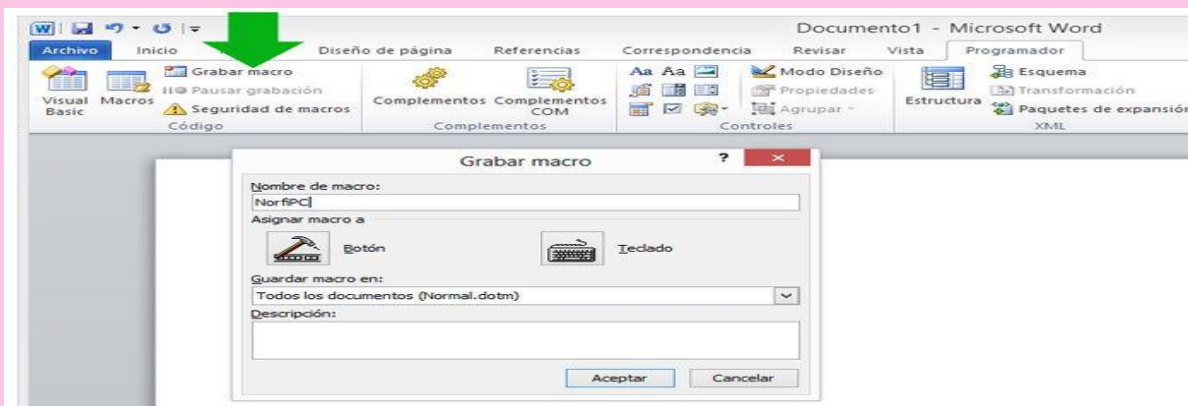 Documento1 - Microsoft Word
Archivo Inicio Diseño de página Referencias Correspondencia Revisar Vista Programador
Visual Basic
Macros
Grabar macro
Pausar grabación
Seguridad de macros
Código
Complementos
Complementos COM
Complementos
Aa Aa
Modo Diseño
Propiedades
Agrupar
Controles
Estructura
Esquema
Transformación
Paquetes de expansión
XML
Grabar macro
Nombre de macro:
NorfiPC
Asignar macro a
Botón
Teclado
Guardar macro en:
Todos los documentos (Normal.dotm)
Descripción:
Aceptar Cancelar